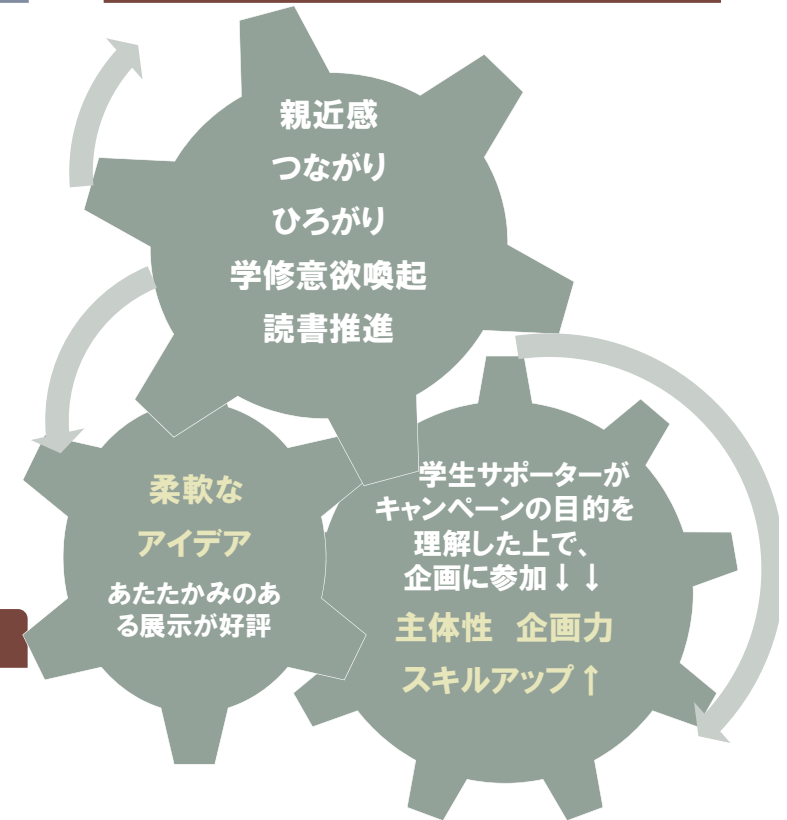 親近感
つながり
ひろがり
学修意欲喚起
読書推進
柔軟な
アイデア
あたたかみのあ
る展示が好評
学生サポーターが
キャンペーンの目的を
理解した上で、
企画に参加↓↓
主体性 企画力
スキルアップ↑